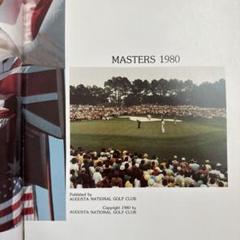 MASTERS 1980
Published by
AUGUSTA NATIONAL GOLF CLUB
Copyright 1980 by
AUGUSTA NATIONAL GOLF CLUB